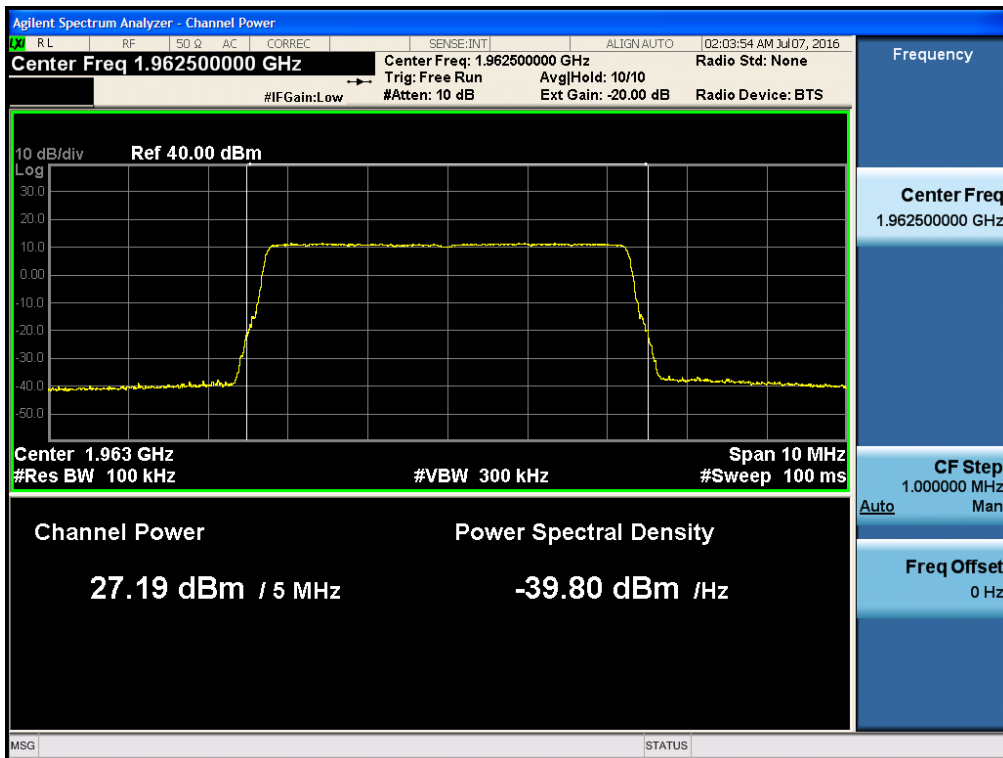 Agilent Spectrum Analyzer - Channel Power
LXI RL RF 50 Ω AC CORREC SENSE:INT ALIGN AUTO 02:03:54 AM Jul 07, 2016
Center Freq 1.962500000 GHz
#IFGain:Low
Center Freq: 1.962500000 GHz
Trig: Free Run Avg|Hold: 10/10
#Atten: 10 dB Ext Gain: -20.00 dB
Radio Std: None
Radio Device: BTS
10 dB/div Ref 40.00 dBm
Log
30.0
20.0
10.0
0.00
-10.0
-20.0
-30.0
-40.0
-50.0
Center 1.963 GHz Span 10 MHz
#Res BW 100 kHz #VBW 300 kHz #Sweep 100 ms
Channel Power Power Spectral Density
27.19 dBm / 5 MHz -39.80 dBm /Hz
Frequency
Center Freq
1.962500000 GHz
CF Step
1.000000 MHz
Auto Man
Freq Offset
0 Hz
MSG STATUS